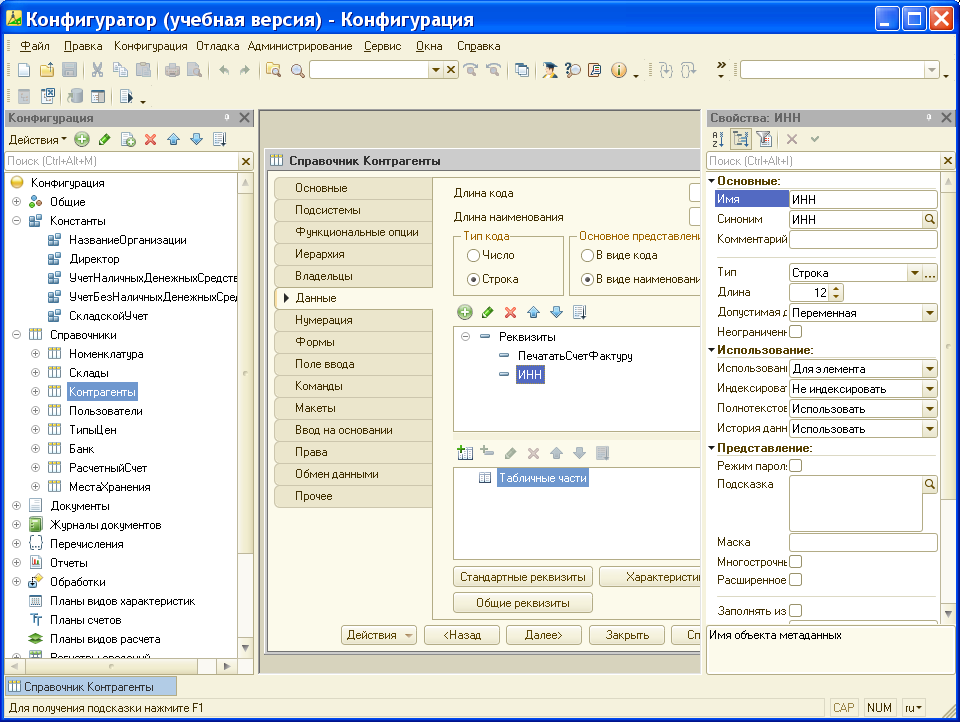 Конфигуратор (учебная версия) - Конфигурация
Файл Правка Конфигурация Отладка Администрирование Сервис Окна Справка
Конфигурация
Действия
Поиск (Ctrl+Alt+M)
Конфигурация
Общие
Константы
НазваниеОрганизации
Директор
УчетНаличныхДенежныхСредств
УчетБезНаличныхДенежныхСред
СкладскойУчет
Справочники
Номенклатура
Склады
Контрагенты
Пользователи
ТипыЦен
Банк
РасчетныйСчет
МестаХранения
Документы
Журналы документов
Перечисления
Отчеты
Обработки
Планы видов характеристик
Планы счетов
Планы видов расчета
Регистры сведений
Справочник Контрагенты
Основные
Подсистемы
Функциональные опции
Иерархия
Владельцы
Данные
Нумерация
Формы
Поле ввода
Команды
Макеты
Ввод на основании
Права
Обмен данными
Прочее
Длина кода
Длина наименования
Тип кода
Число
Строка
Основное представлени
В виде кода
В виде наименовани
Реквизиты
ПечататьСчетФактуру
ИНН
Табличные части
Стандартные реквизиты
Характеристи
Общие реквизиты
Действия
<Назад
Далее>
Закрыть
Сп
Свойства: ИНН
Поиск (Ctrl+Alt+I)
Основные:
Имя ИНН
Синоним ИНН
Комментарий
Тип Строка
Длина 12
Допустимая д Переменная
Неограничен
Использование:
Использован Для элемента
Индексироват Не индексировать
Полнотекстов Использовать
История данн Использовать
Представление:
Режим парол
Подсказка
Маска
Многострочн
Расширенное
Заполнять из
Имя объекта метаданных
Справочник Контрагенты
Для получения подсказки нажмите F1
CAP NUM ru